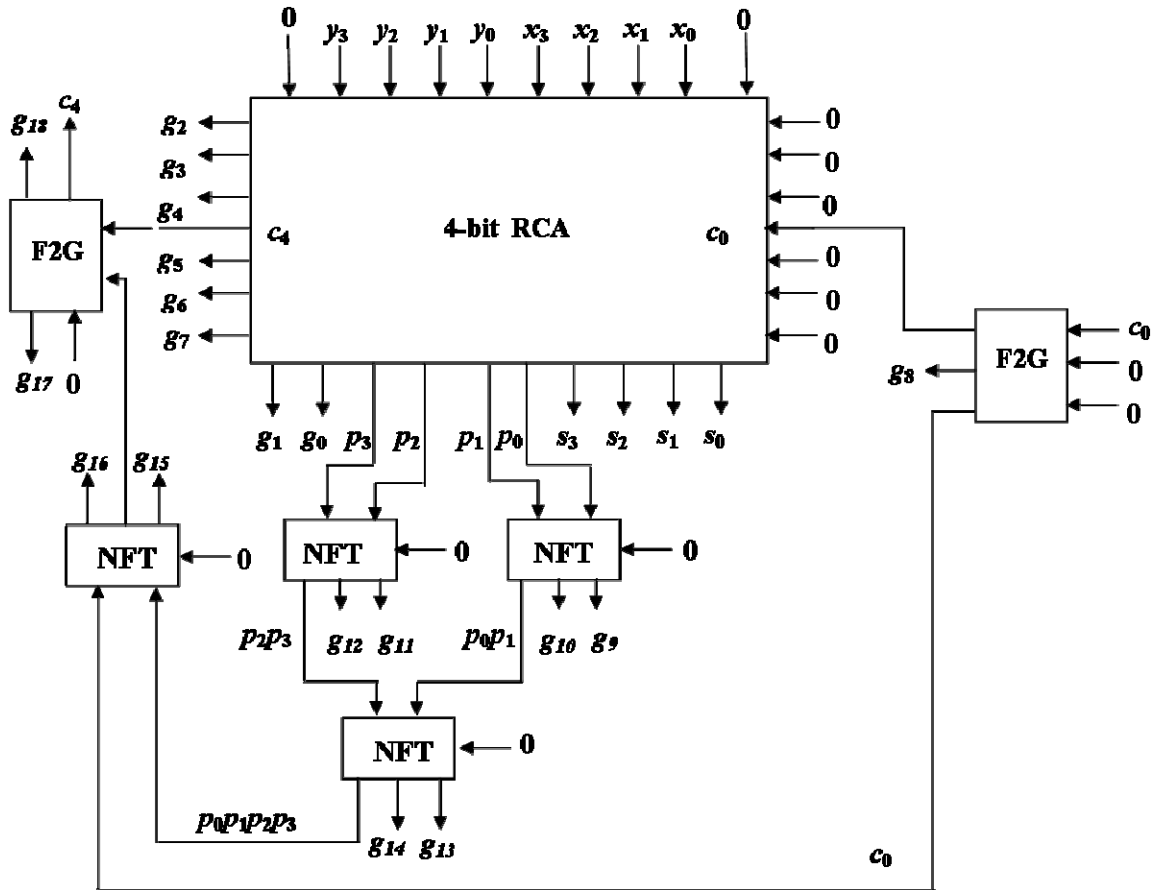 0 y₃ y₂ y₁ y₀ x₃ x₂ x₁ x₀ 0
g₁₈ c₄ g₂ 0
g₃ 0
g₄ 0
F2G c₄ 4-bit RCA c₀
g₅ 0
g₆ 0
g₇ 0
c₀
g₈ F2G 0
0
g₁₇ 0
g₁ g₀ p₃ p₂ p₁ p₀ s₃ s₂ s₁ s₀
g₁₆ g₁₅
NFT 0 NFT 0 NFT 0
p₂p₃ g₁₂ g₁₁ p₀p₁ g₁₀ g₉
NFT 0
p₀p₁p₂p₃ g₁₄ g₁₃
c₀